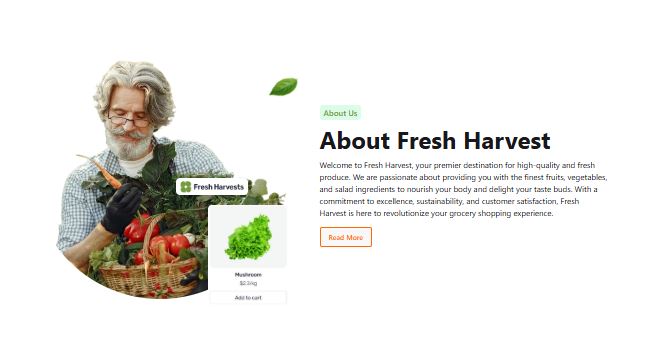 About Us
About Fresh Harvest
Welcome to Fresh Harvest, your premier destination for high-quality and fresh
produce. We are passionate about providing you with the finest fruits, vegetables,
and salad ingredients to nourish your body and delight your taste buds. With a
commitment to excellence, sustainability, and customer satisfaction, Fresh
Harvest is here to revolutionize your grocery shopping experience.
Read More
Fresh Harvests
Mushroom
Add to cart